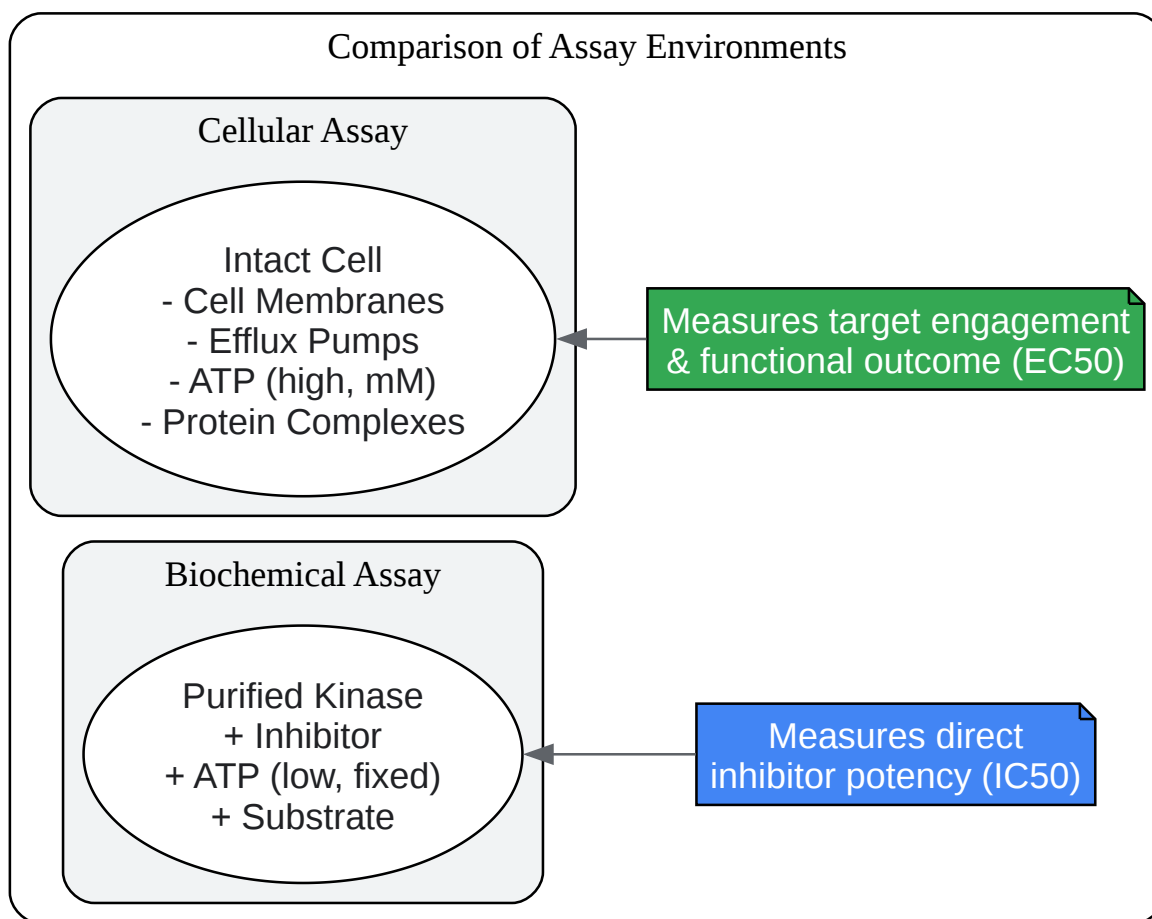 Comparison of Assay Environments
Cellular Assay
Intact Cell
- Cell Membranes
- Efflux Pumps
- ATP (high, mM)
- Protein Complexes
Measures target engagement
& functional outcome (EC50)
Biochemical Assay
Purified Kinase
+ Inhibitor
+ ATP (low, fixed)
+ Substrate
Measures direct
inhibitor potency (IC50)